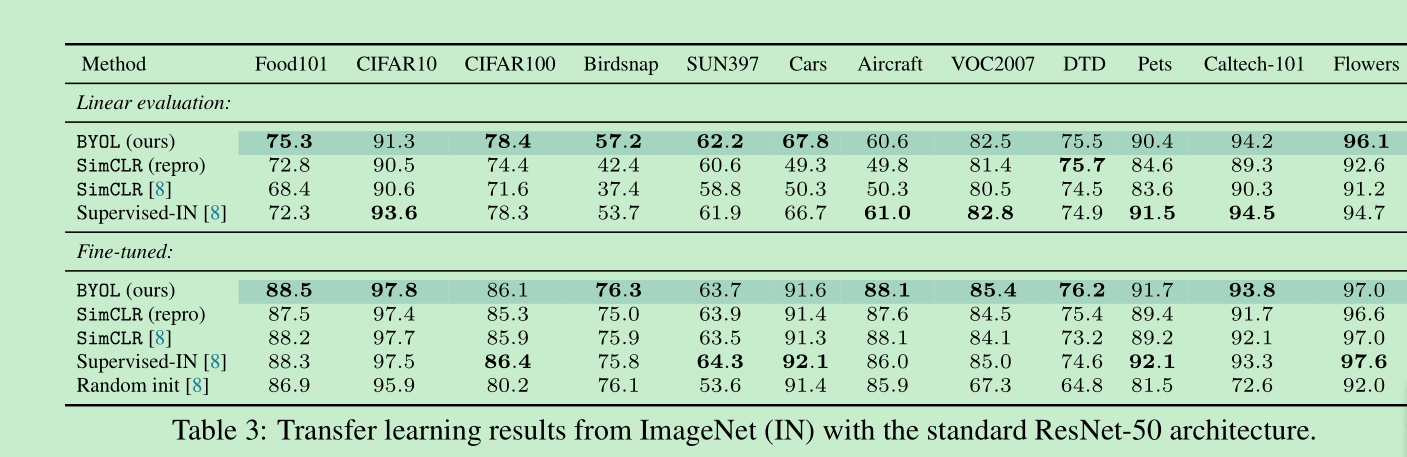 Method Food101 CIFAR10 CIFAR100 Birdsnap SUN397 Cars Aircraft VOC2007 DTD Pets Caltech-101 Flowers
Linear evaluation:
BYOL (ours) 75.3 91.3 78.4 57.2 62.2 67.8 60.6 82.5 75.5 90.4 94.2 96.1
SimCLR (repro) 72.8 90.5 74.4 42.4 60.6 49.3 49.8 81.4 75.7 84.6 89.3 92.6
SimCLR [8] 68.4 90.6 71.6 37.4 58.8 50.3 50.3 80.5 74.5 83.6 90.3 91.2
Supervised-IN [8] 72.3 93.6 78.3 53.7 61.9 66.7 61.0 82.8 74.9 91.5 94.5 94.7
Fine-tuned:
BYOL (ours) 88.5 97.8 86.1 76.3 63.7 91.6 88.1 85.4 76.2 91.7 93.8 97.0
SimCLR (repro) 87.5 97.4 85.3 75.0 63.9 91.4 87.6 84.5 75.4 89.4 91.7 96.6
SimCLR [8] 88.2 97.7 85.9 75.9 63.5 91.3 88.1 84.1 73.2 89.2 92.1 97.0
Supervised-IN [8] 88.3 97.5 86.4 75.8 64.3 92.1 86.0 85.0 74.6 92.1 93.3 97.6
Random init [8] 86.9 95.9 80.2 76.1 53.6 91.4 85.9 67.3 64.8 81.5 72.6 92.0
Table 3: Transfer learning results from ImageNet (IN) with the standard ResNet-50 architecture.